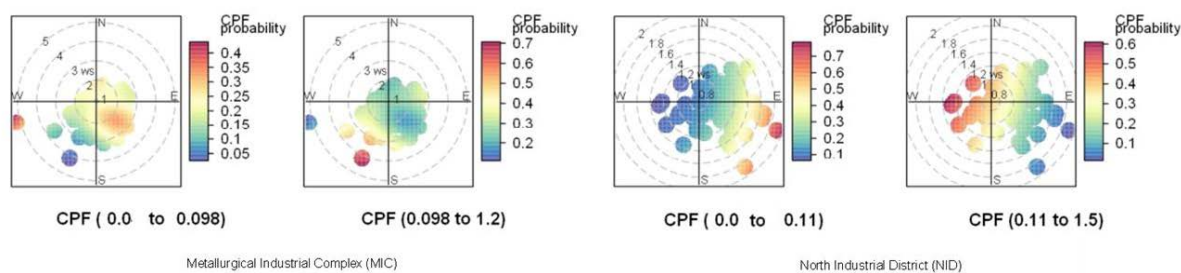 CPF
probability
N
5
4
3 ws
2
1
W
E
S
0.4
0.35
0.3
0.25
0.2
0.15
0.1
0.05
CPF ( 0.0 to 0.098)
CPF
probability
N
5
4
3 ws
2
1
W
E
S
0.7
0.6
0.5
0.4
0.3
0.2
CPF (0.098 to 1.2)
Metallurgical Industrial Complex (MIC)
CPF
probability
N
2
1.8
1.6
1.4
1.2 ws
0.8
W
E
S
0.7
0.6
0.5
0.4
0.3
0.2
0.1
CPF ( 0.0 to 0.11)
CPF
probability
N
2
1.8
1.6
1.4
1.2 ws
0.8
W
E
S
0.6
0.5
0.4
0.3
0.2
0.1
CPF (0.11 to 1.5)
North Industrial District (NID)